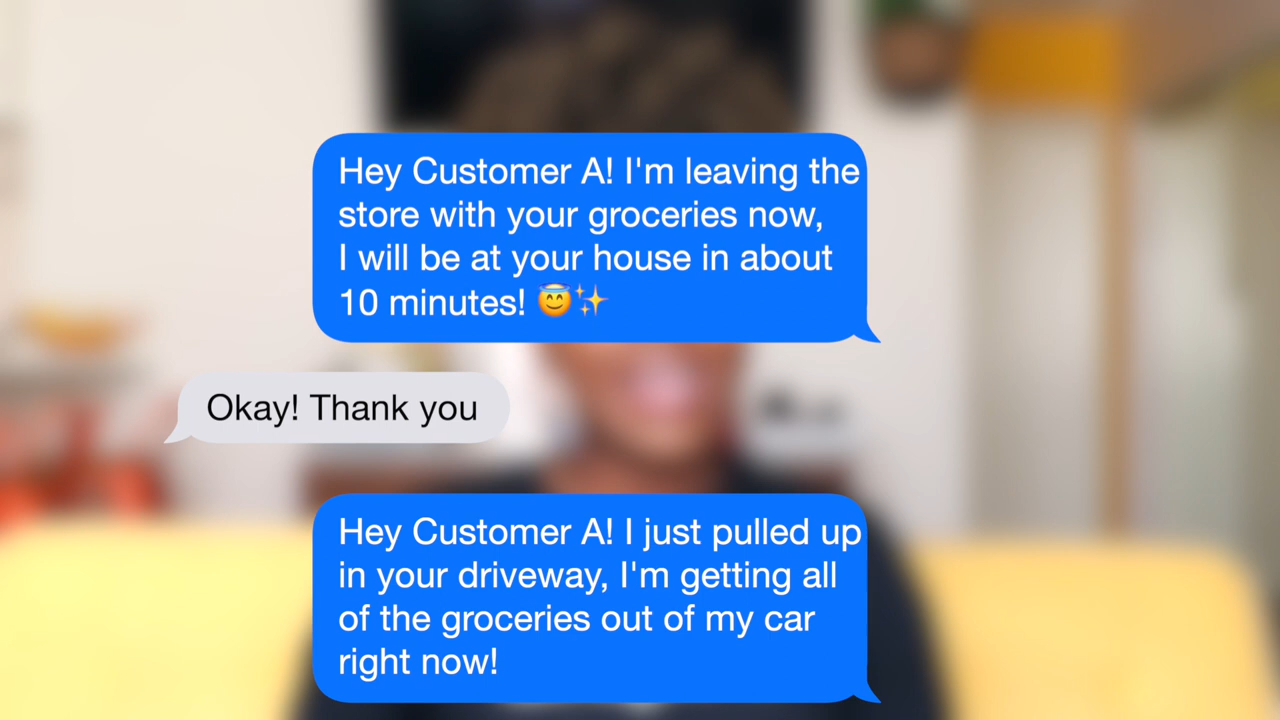 Hey Customer A! I'm leaving the
store with your groceries now,
I will be at your house in about
10 minutes! 😇✨
Okay! Thank you
Hey Customer A! I just pulled up
in your driveway, I'm getting all
of the groceries out of my car
right now!